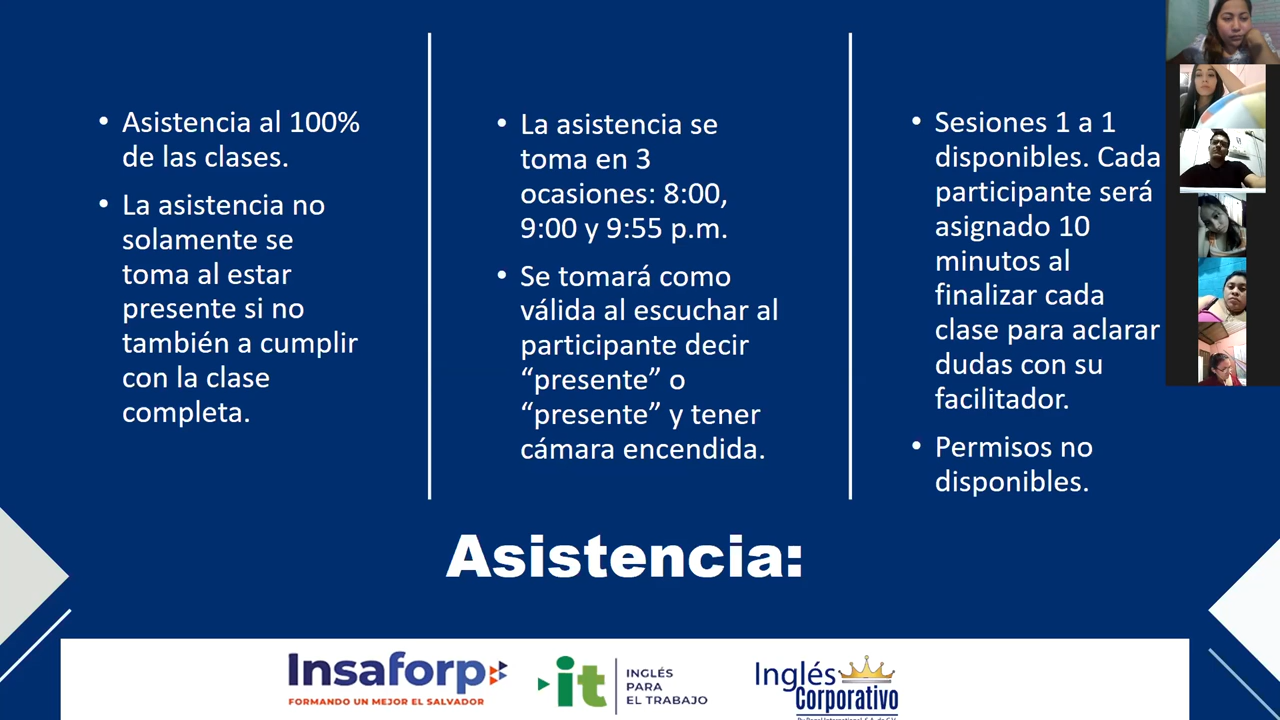 • Asistencia al 100%
de las clases.
• La asistencia no
solamente se
toma al estar
presente si no
también a cumplir
con la clase
completa.
• La asistencia se
toma en 3
ocasiones: 8:00,
9:00 y 9:55 p.m.
• Se tomará como
válida al escuchar al
participante decir
“presente” o
“presente” y tener
cámara encendida.
• Sesiones 1 a 1
disponibles. Cada
participante será
asignado 10
minutos al
finalizar cada
clase para aclarar
dudas con su
facilitador.
• Permisos no
disponibles.
Asistencia:
Insaforp
FORMANDO UN MEJOR EL SALVADOR
it
INGLÉS
PARA
EL TRABAJO
Inglés
Corporativo